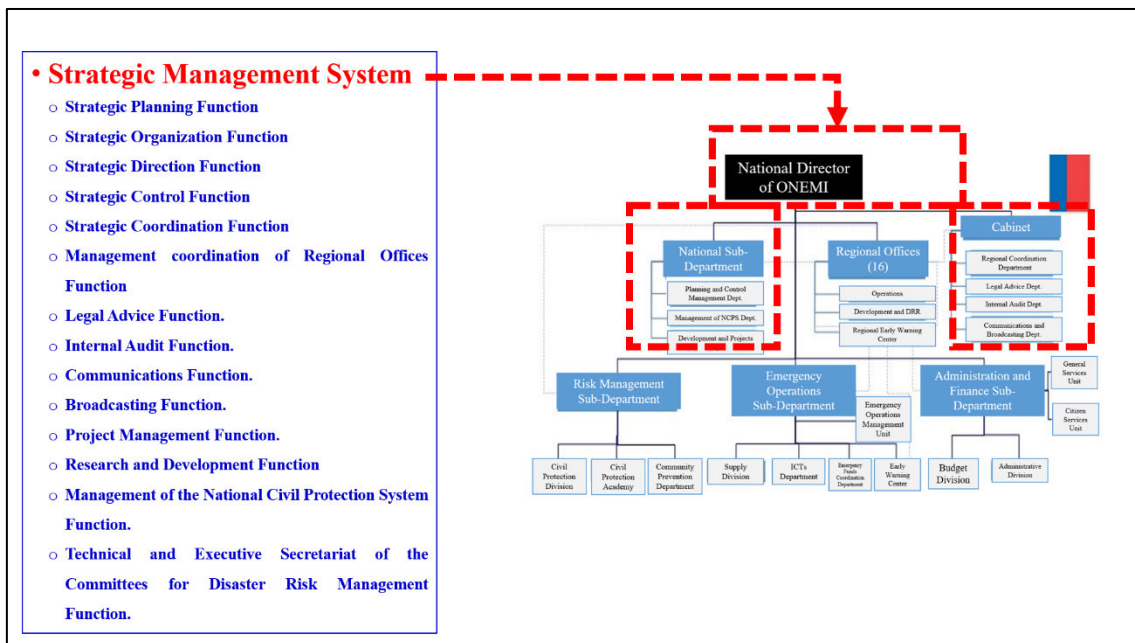 • Strategic Management System
o Strategic Planning Function
o Strategic Organization Function
o Strategic Direction Function
o Strategic Control Function
o Strategic Coordination Function
o Management coordination of Regional Offices
Function
o Legal Advice Function.
o Internal Audit Function.
o Communications Function.
o Broadcasting Function.
o Project Management Function.
o Research and Development Function
o Management of the National Civil Protection System
Function.
o Technical and Executive Secretariat of the
Committees for Disaster Risk Management
Function.
National Director
of ONEMI
National Sub-
Department
Planning and Control
Management Dept.
Management of NCPS Dept.
Development and Projects
Regional Offices
(16)
Operations
Development and DRR
Regional Early Warning
Center
Cabinet
Regional Coordination
Department
Legal Advice Dept.
Internal Audit Dept.
Communications and
Broadcasting Dept.
Risk Management
Sub-Department
Civil
Protection
Division
Civil
Protection
Academy
Community
Prevention
Department
Emergency
Operations
Sub-Department
Emergency
Operations
Management
Unit
Supply
Division
ICTs
Department
Emergency
Funds
Coordination
Department
Early
Warning
Center
Administration and
Finance Sub-
Department
General
Services
Unit
Citizen
Services
Unit
Budget
Division
Administrative
Division